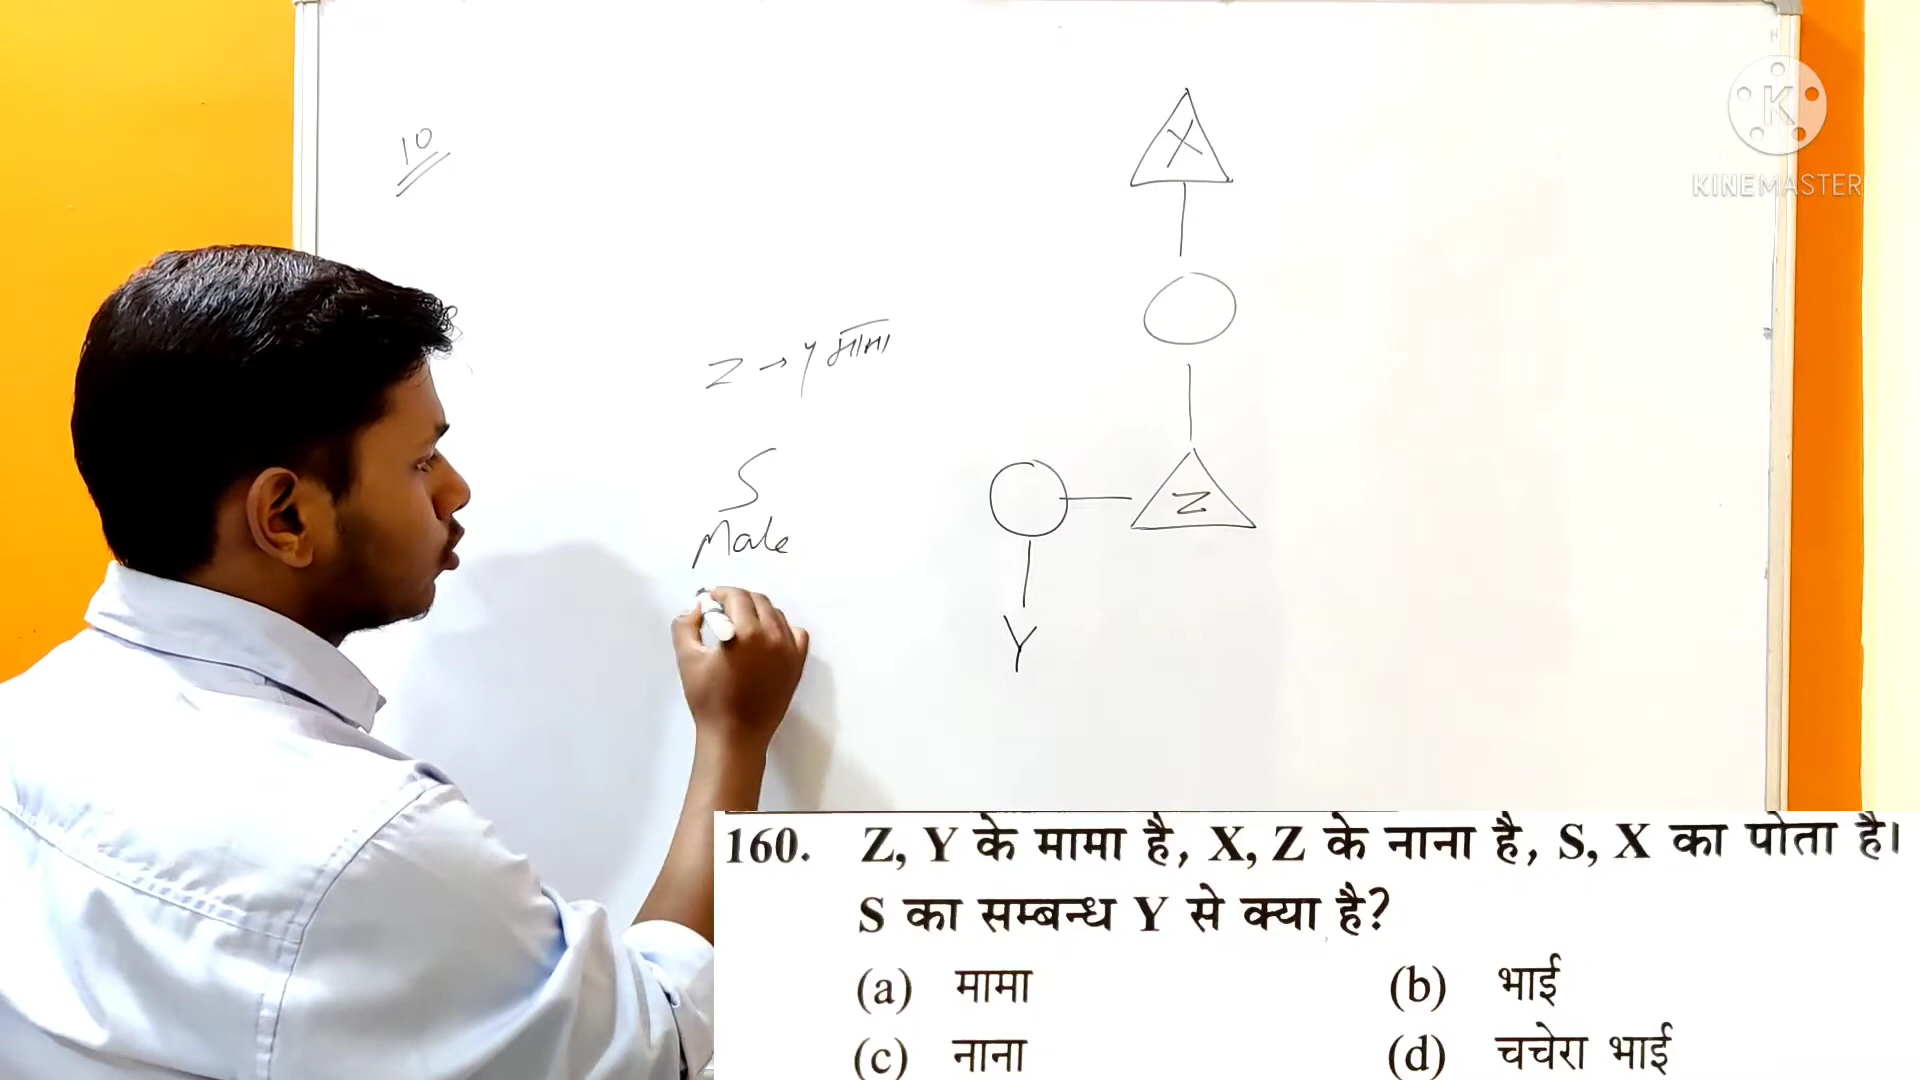 10
X
KINEMASTER
Z → Y मामा
S
Male
Z
Y
160. Z, Y के मामा है, X, Z के नाना है, S, X का पोता है।
S का सम्बन्ध Y से क्या है?
(a) मामा (b) भाई
(c) नाना (d) चचेरा भाई